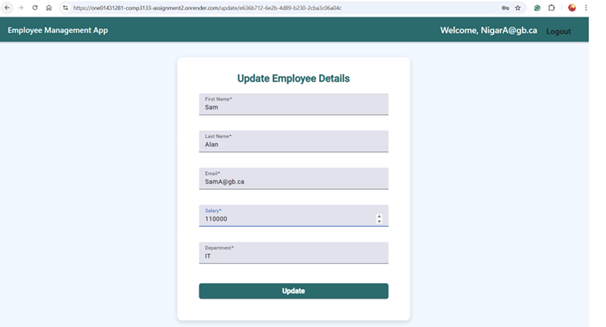 https://one01431281-comp3133-assignment2.onrender.com/update/e636b712-6e2b-4d89-b230-2cba3c06a04c
Employee Management App
Welcome, NigarA@gb.ca Logout
Update Employee Details
First Name*
Sam
Last Name*
Alan
Email*
SamA@gb.ca
Salary*
110000
Department*
IT
Update